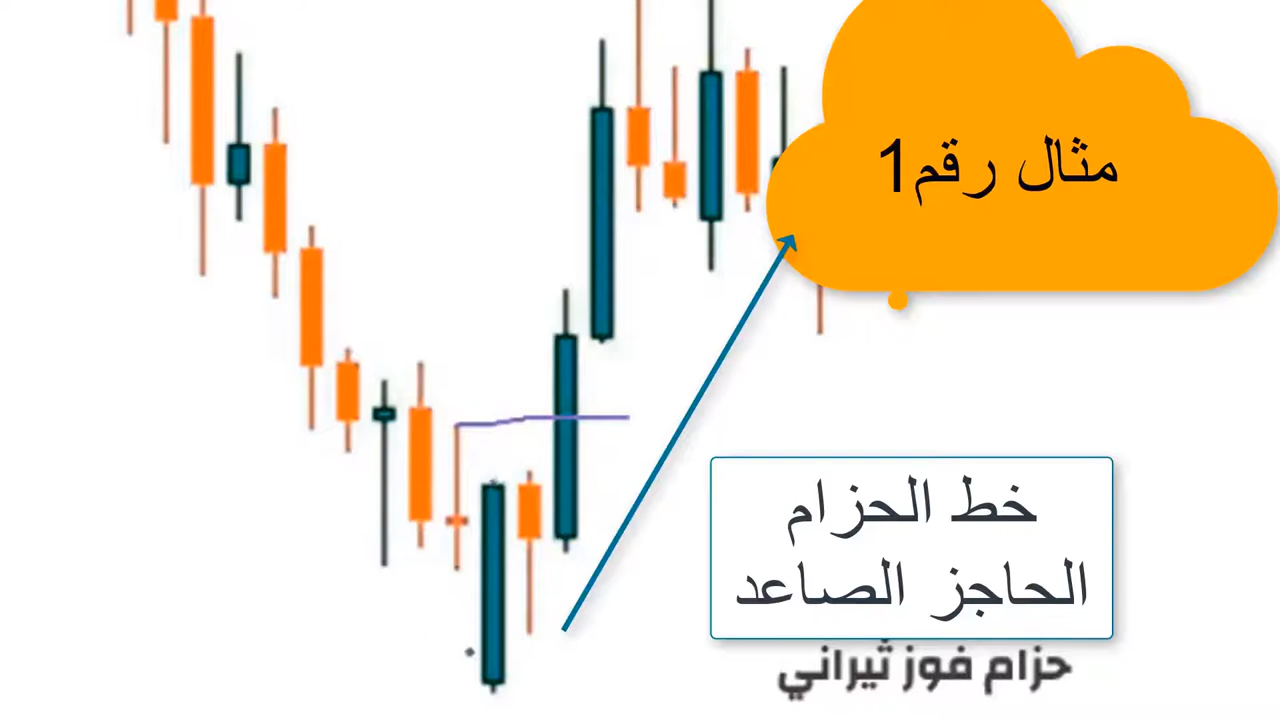 مثال رقم1
خط الحزام
الحاجز الصاعد
حزام فوز ثيراني